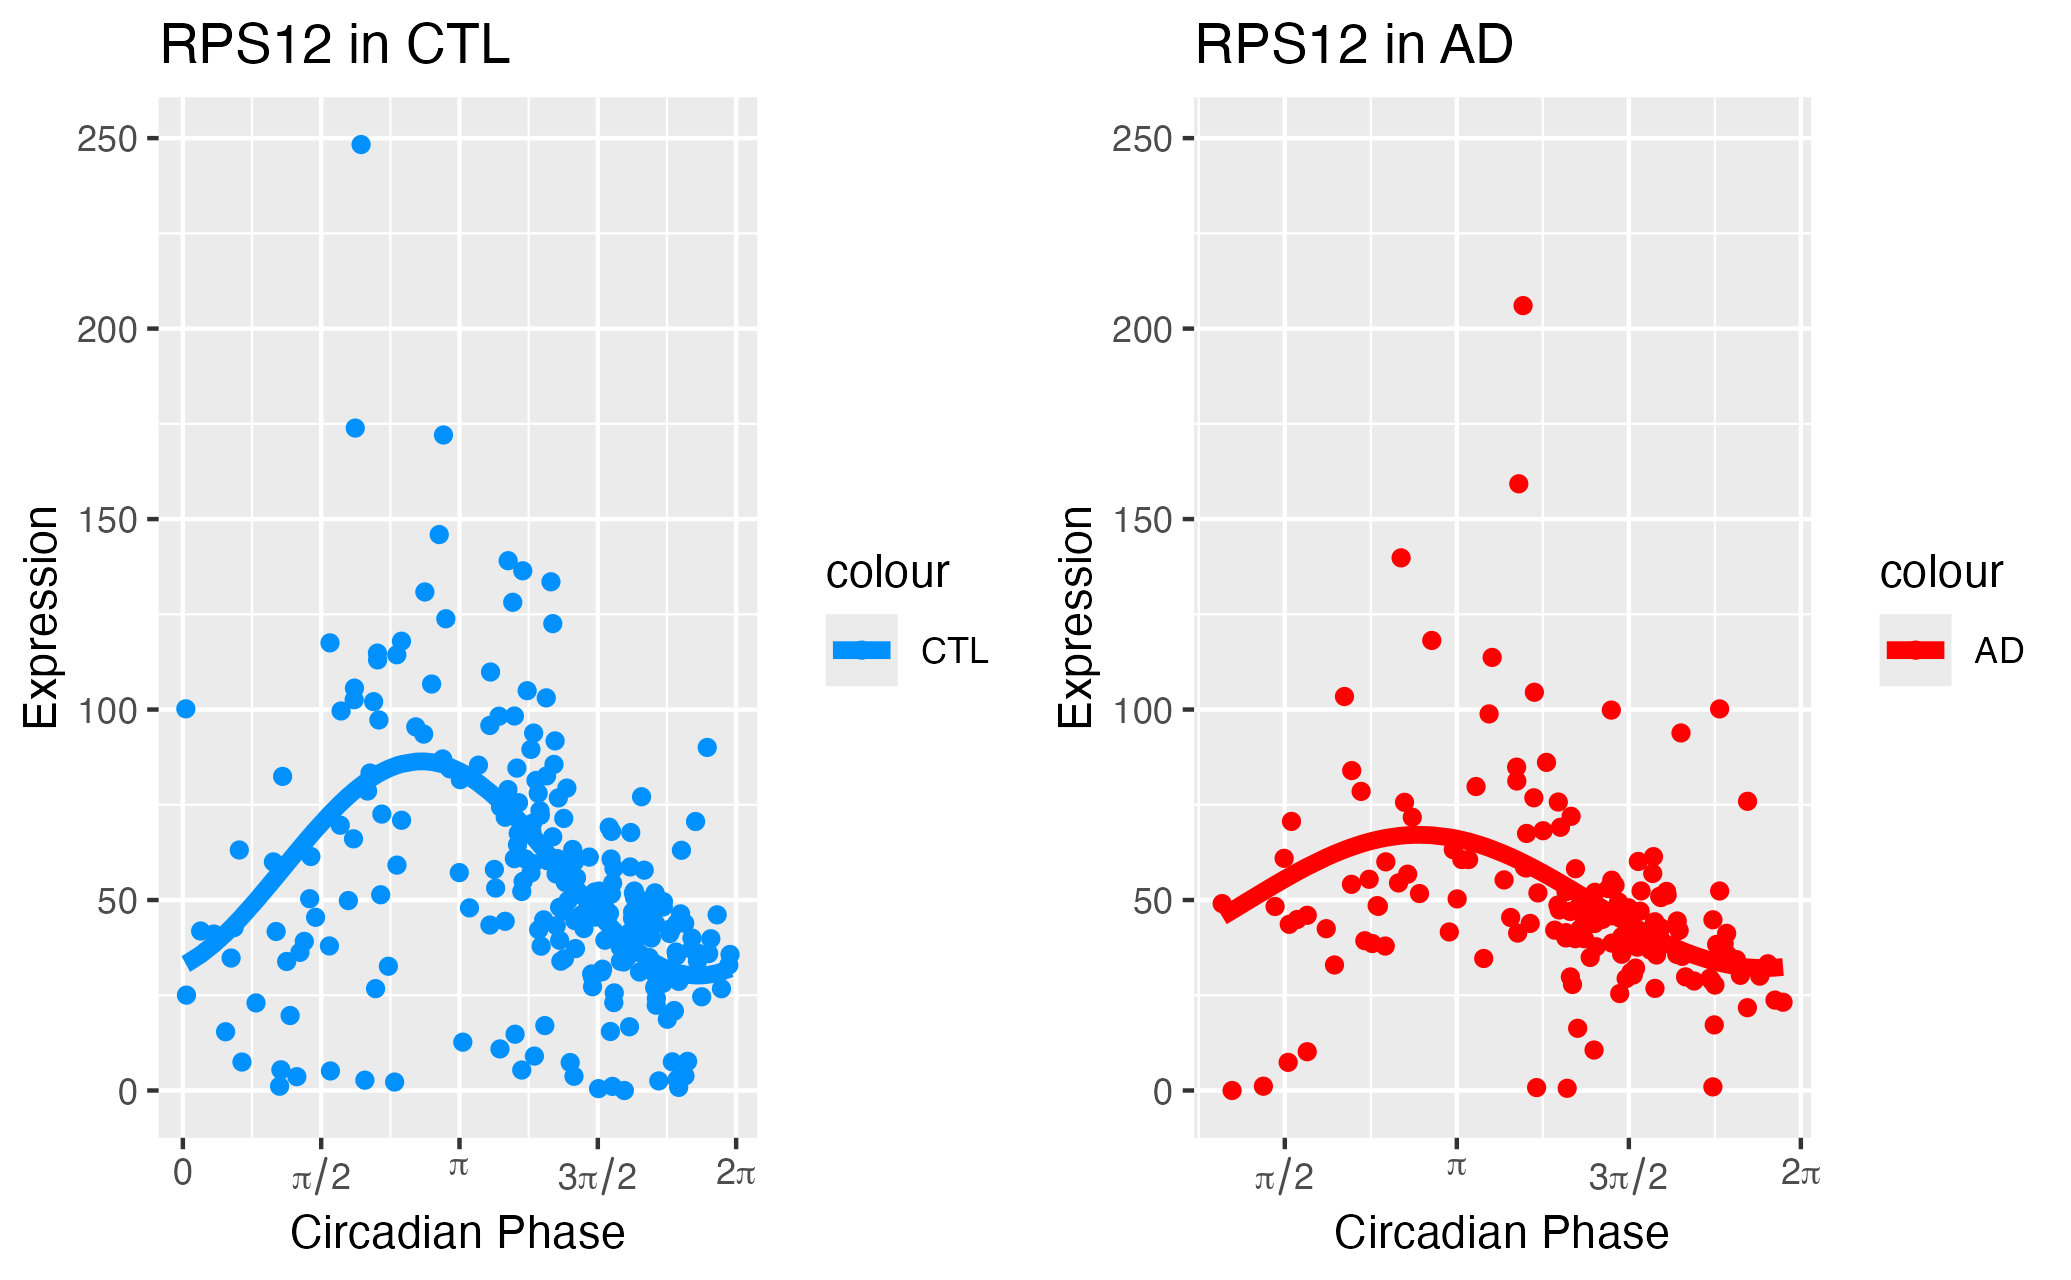 RPS12 in CTL
250
200
150
100
50
0
Expression
0 π/2 π 3π/2 2π
Circadian Phase
colour
CTL
RPS12 in AD
250
200
150
100
50
0
Expression
π/2 π 3π/2 2π
Circadian Phase
colour
AD